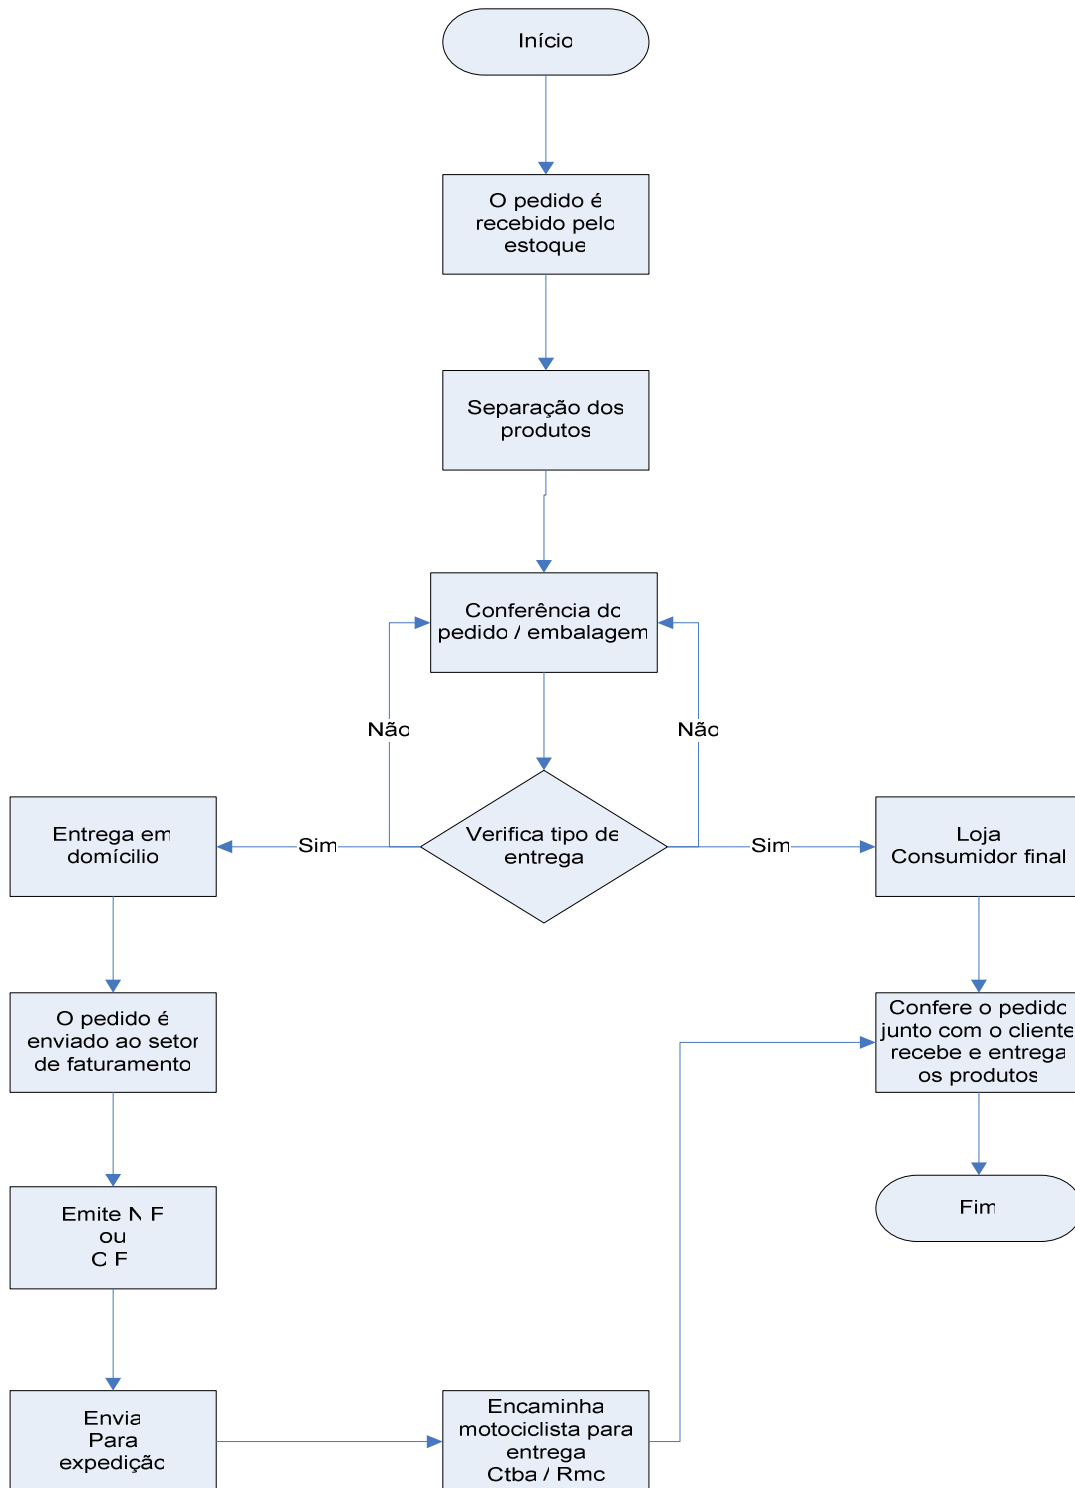 Início
O pedido é
recebido pelo
estoque
Separação dos
produtos
Conferência do
pedido / embalagem
Não
Não
Entrega em
domícilio
Sim
Verifica tipo de
entrega
Sim
Loja
Consumidor final
O pedido é
enviado ao setor
de faturamento
Confere o pedido
junto com o cliente
recebe e entrega
os produtos
Emite N F
ou
C F
Fim
Envia
Para
expedição
Encaminha
motociclista para
entrega
Ctba / Rmc